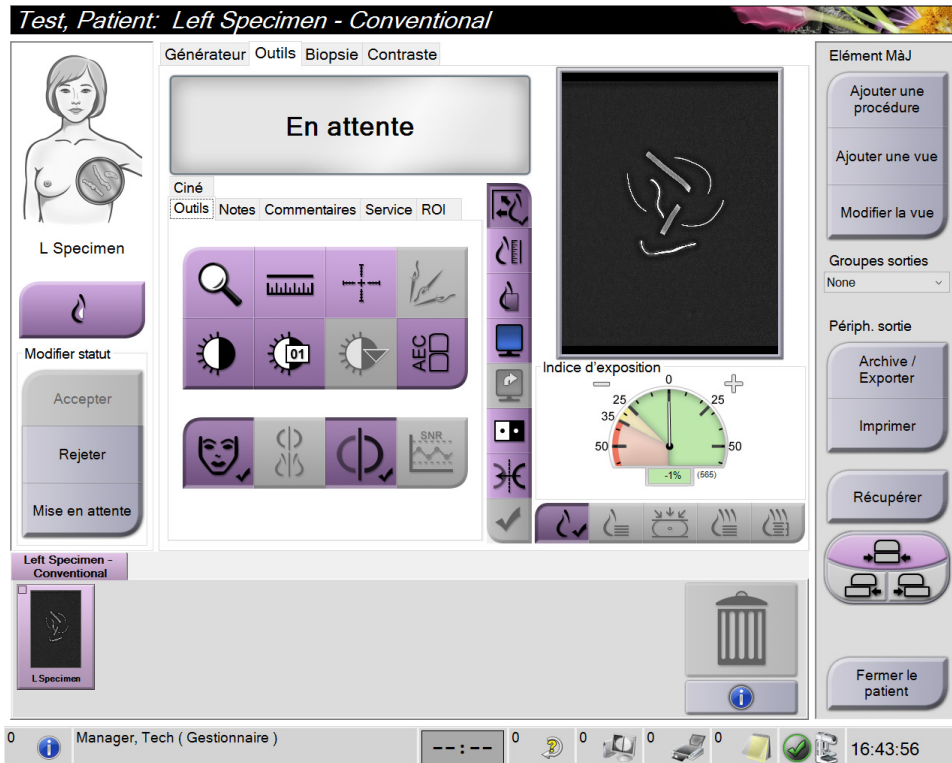 Test, Patient:  Left Specimen - Conventional
L Specimen
Modifier statut
Accepter
Rejeter
Mise en attente
Générateur Outils Biopsie Contraste
En attente
Ciné
Outils Notes Commentaires Service ROI
01
AEC
SNR
Indice d'exposition
0
25 25
35
50 50
-1% (565)
Elément MàJ
Ajouter une
procédure
Ajouter une vue
Modifier la vue
Groupes sorties
None
Périph. sortie
Archive /
Exporter
Imprimer
Récupérer
Fermer le
patient
Left Specimen -
Conventional
L Specimen
0 Manager, Tech ( Gestionnaire ) --:-- 0 0 0 0 16:43:56